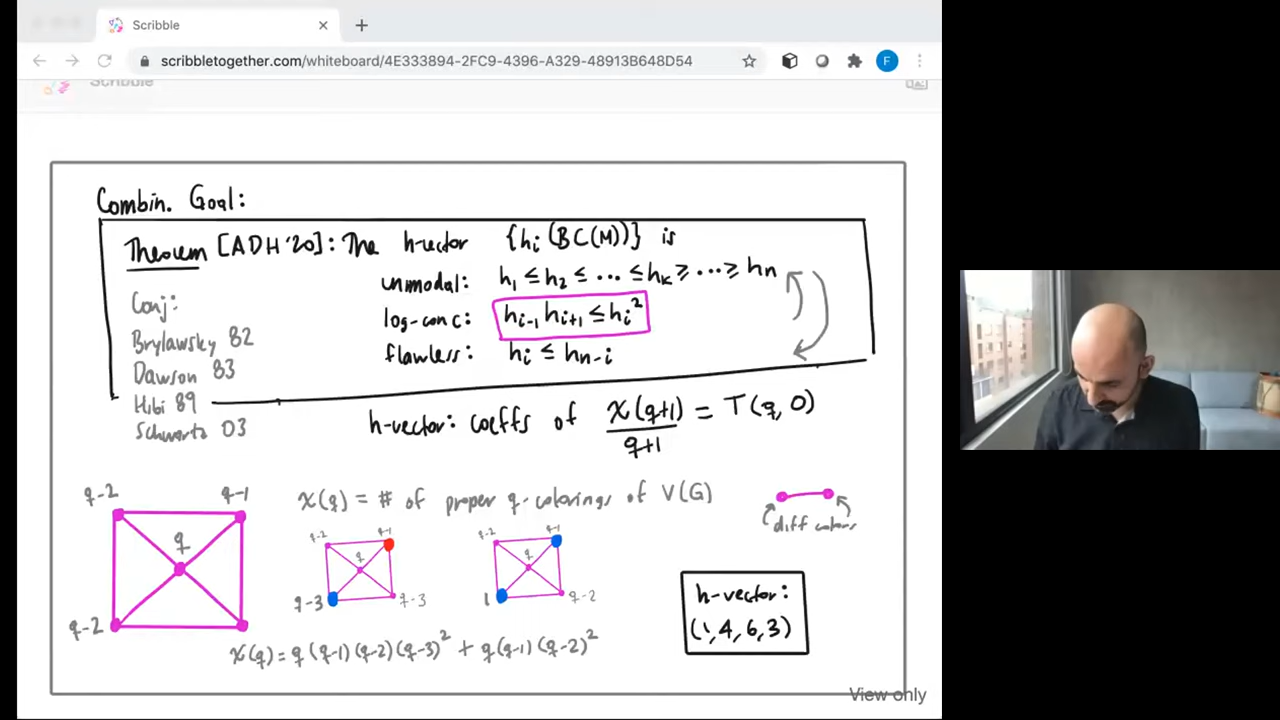 Scribble
scribbletogether.com/whiteboard/4E333894-2FC9-4396-A329-48913B648D54
F
Scribble
Combin. Goal:
Theorem [ADH '20]: The h-vector {hᵢ(BC(M))} is
unmodal: h₁ ≤ h₂ ≤ ... ≤ hₖ ≥ ... ≥ hₙ
log-conc: hᵢ₋₁ hᵢ₊₁ ≤ hᵢ²
flawless: hᵢ ≤ hₙ₋ᵢ
Conj:
Brylawsky 82
Dawson 83
Hibi 89
Schwartz 03
h-vector: coeffs of χ(q+1)/q+1 = T(q, 0)
χ(q) = # of proper q-colorings of V(G)
diff colors
q-2 q-1
q
q-2
q-2 q-1
q
q-3 q-3
q-2 q-1
q
1 q-2
χ(q) = q(q-1)(q-2)(q-3)² + q(q-1)(q-2)²
h-vector:
(1,4,6,3)
View only